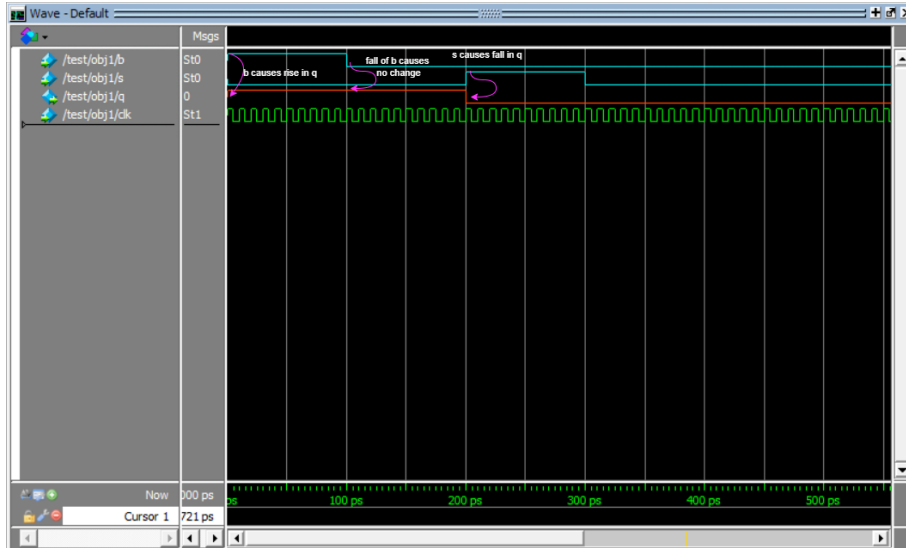 Wave - Default
Msgs
/test/obj1/b St0
/test/obj1/s St0
/test/obj1/q 0
/test/obj1/clk St1
s causes fall in q
fall of b causes
b causes rise in q no change
Now 000 ps
ps 100 ps 200 ps 300 ps 400 ps 500 ps
Cursor 1 721 ps